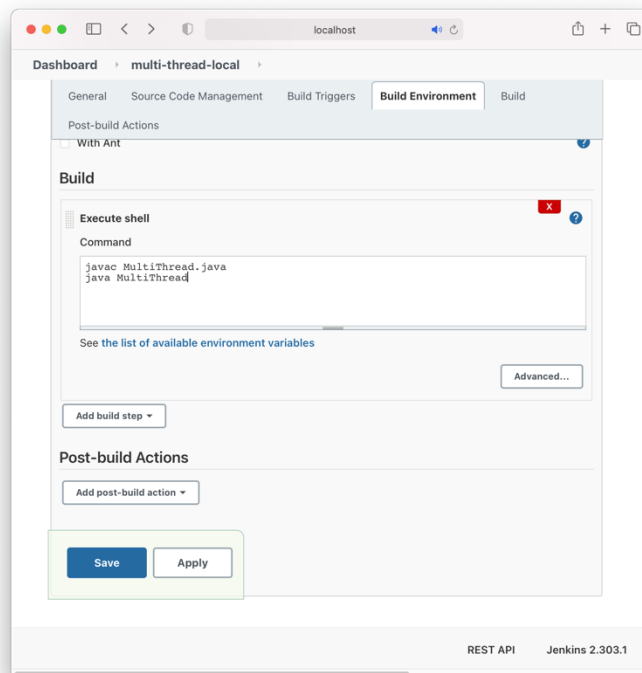 localhost
Dashboard multi-thread-local
General Source Code Management Build Triggers Build Environment Build
Post-build Actions
With Ant
?
Build
X
Execute shell
?
Command
javac MultiThread.java
java MultiThread
See the list of available environment variables
Advanced...
Add build step
Post-build Actions
Add post-build action
Save Apply
REST API Jenkins 2.303.1